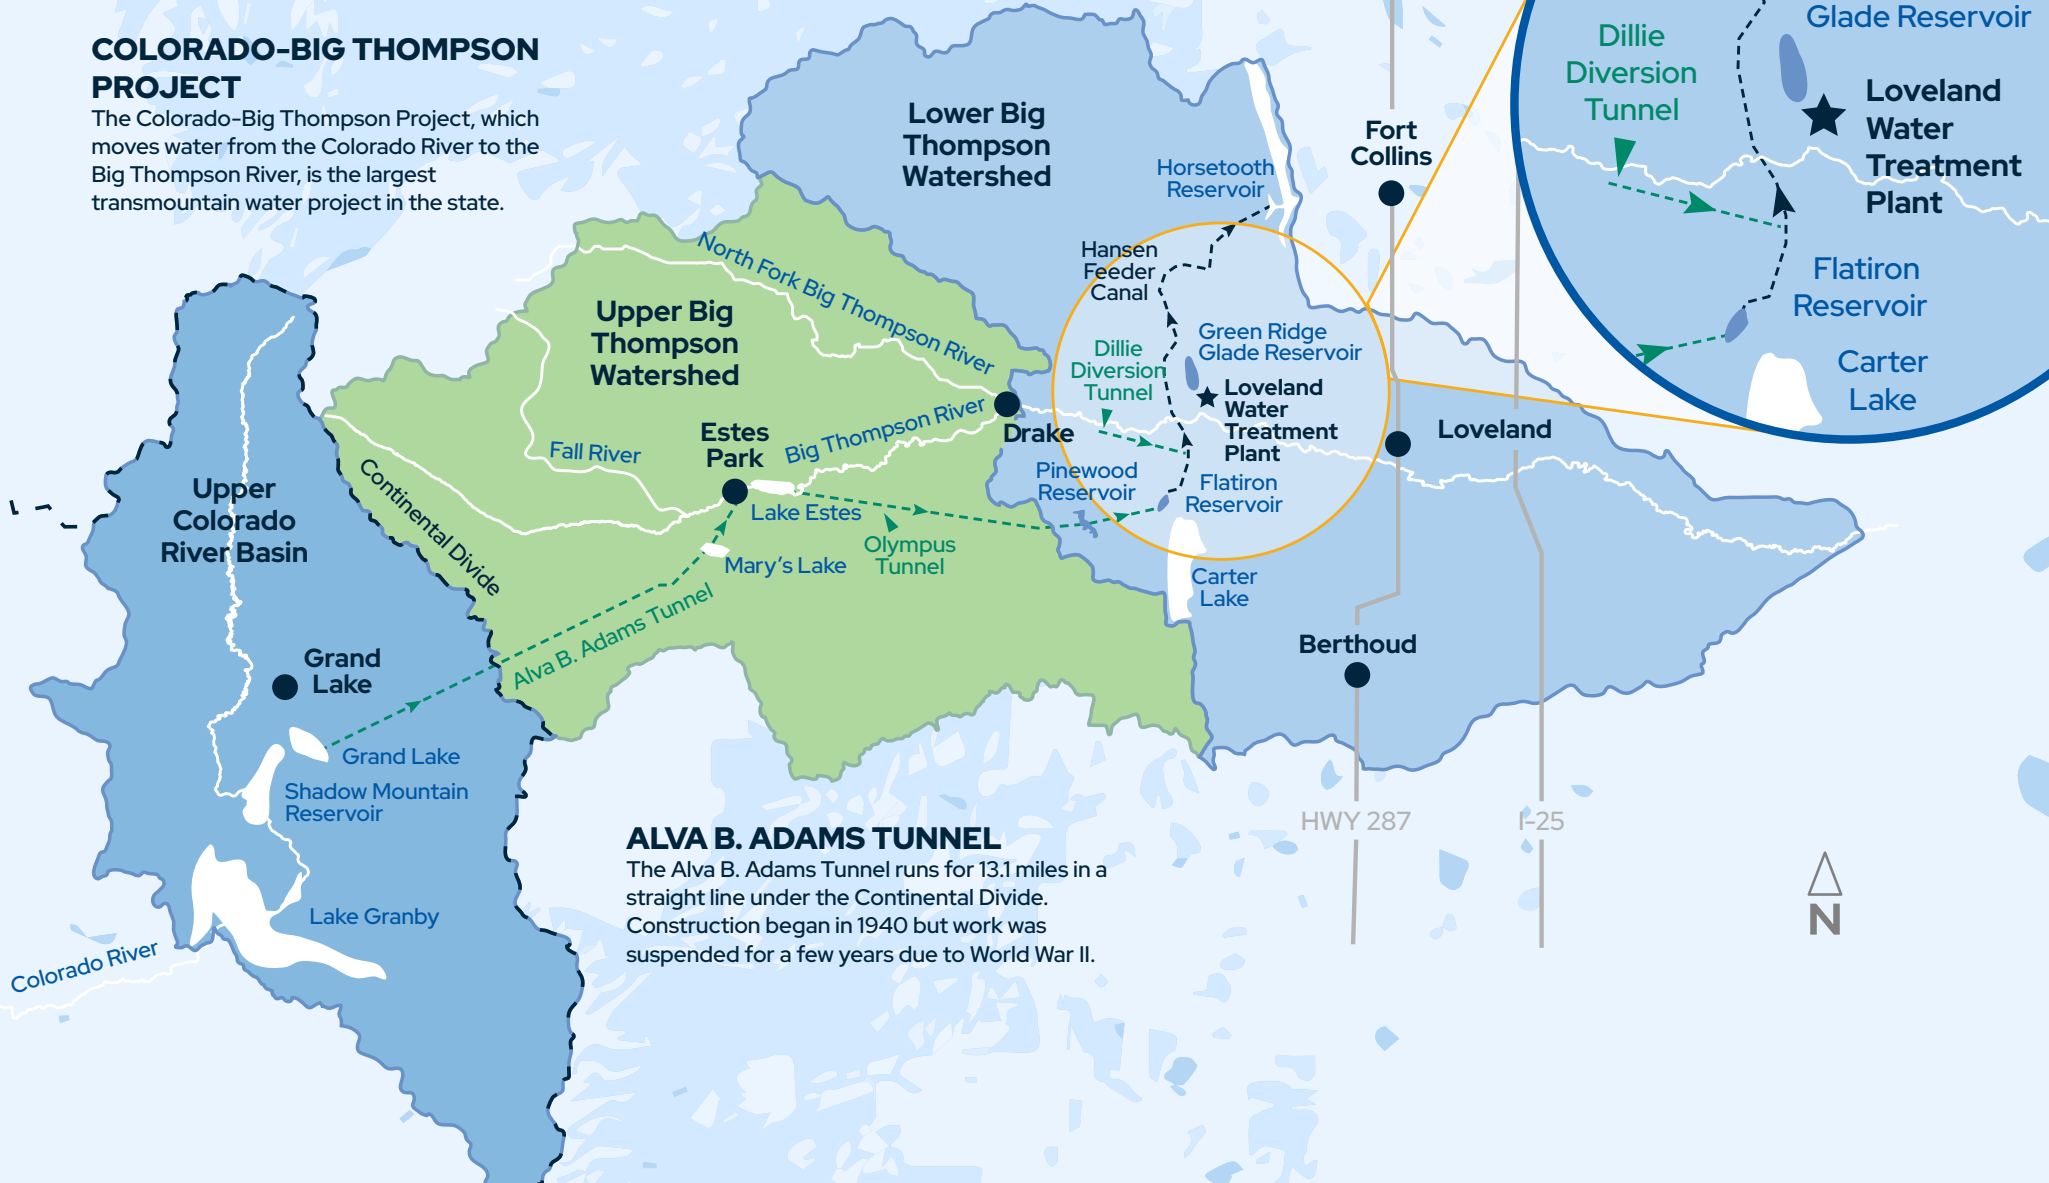 COLORADO-BIG THOMPSON
PROJECT
The Colorado-Big Thompson Project, which
moves water from the Colorado River to the
Big Thompson River, is the largest
transmountain water project in the state.
Lower Big
Thompson
Watershed
Horsetooth
Reservoir
Fort
Collins
Dillie
Diversion
Tunnel
Glade Reservoir
Loveland
Water
Treatment
Plant
Flatiron
Reservoir
Carter
Lake
North Fork Big Thompson River
Hansen
Feeder
Canal
Upper Big
Thompson
Watershed
Green Ridge
Glade Reservoir
Dillie
Diversion
Tunnel
Loveland
Water
Treatment
Plant
Big Thompson River
Drake
Loveland
Estes
Park
Fall River
Continental Divide
Pinewood
Reservoir
Flatiron
Reservoir
Upper
Colorado
River Basin
Lake Estes
Olympus
Tunnel
Mary's Lake
Carter
Lake
Alva B. Adams Tunnel
Berthoud
Grand
Lake
Grand Lake
Shadow Mountain
Reservoir
HWY 287
I-25
ALVA B. ADAMS TUNNEL
The Alva B. Adams Tunnel runs for 13.1 miles in a
straight line under the Continental Divide.
Construction began in 1940 but work was
suspended for a few years due to World War II.
Lake Granby
Colorado River
N